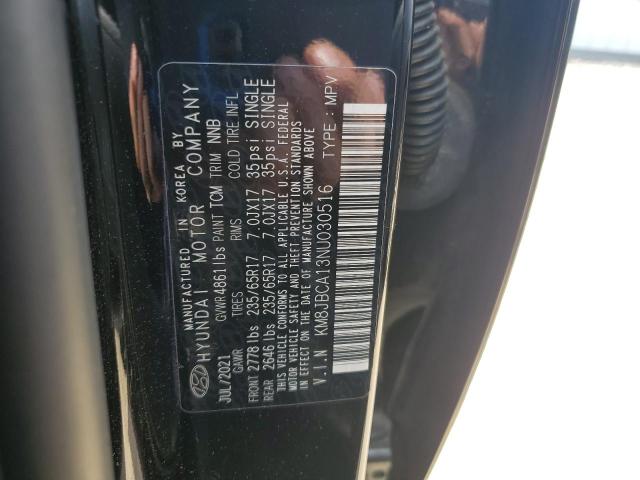 MANUFACTURED IN KOREA BY
HYUNDAI MOTOR COMPANY
JUL/2021 GVWR 4861 lbs PAINT TCM TRIM NNB
GAWR TIRES RIMS COLD TIRE INFL
FRONT 2778 lbs 235/65R17 7.0JX17 35psi SINGLE
REAR 2646 lbs 235/65R17 7.0JX17 35psi SINGLE
THIS VEHICLE CONFORMS TO ALL APPLICABLE U.S.A. FEDERAL
MOTOR VEHICLE SAFETY AND THEFT PREVENTION STANDARDS
IN EFFECT ON THE DATE OF MANUFACTURE SHOWN ABOVE.
V.I.N KM8JBCA13NU030516 TYPE : MPV